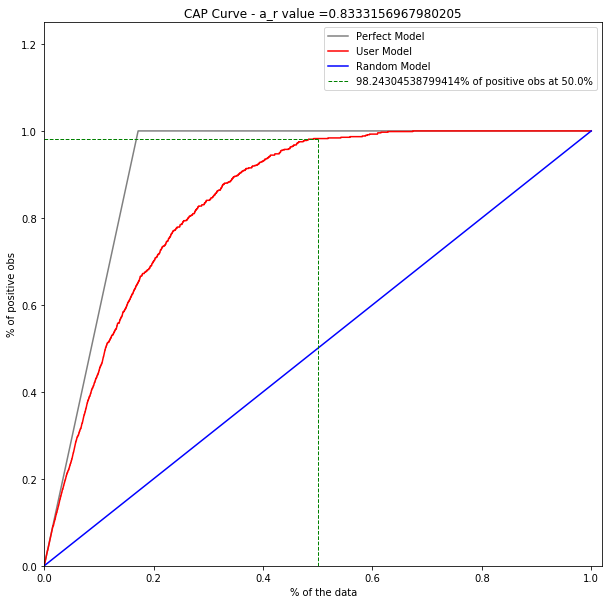 CAP Curve - a_r value =0.8333156967980205
Perfect Model
User Model
Random Model
98.24304538799414% of positive obs at 50.0%
1.2
1.0
0.8
0.6
0.4
0.2
0.0
% of positive obs
0.0 0.2 0.4 0.6 0.8 1.0
% of the data